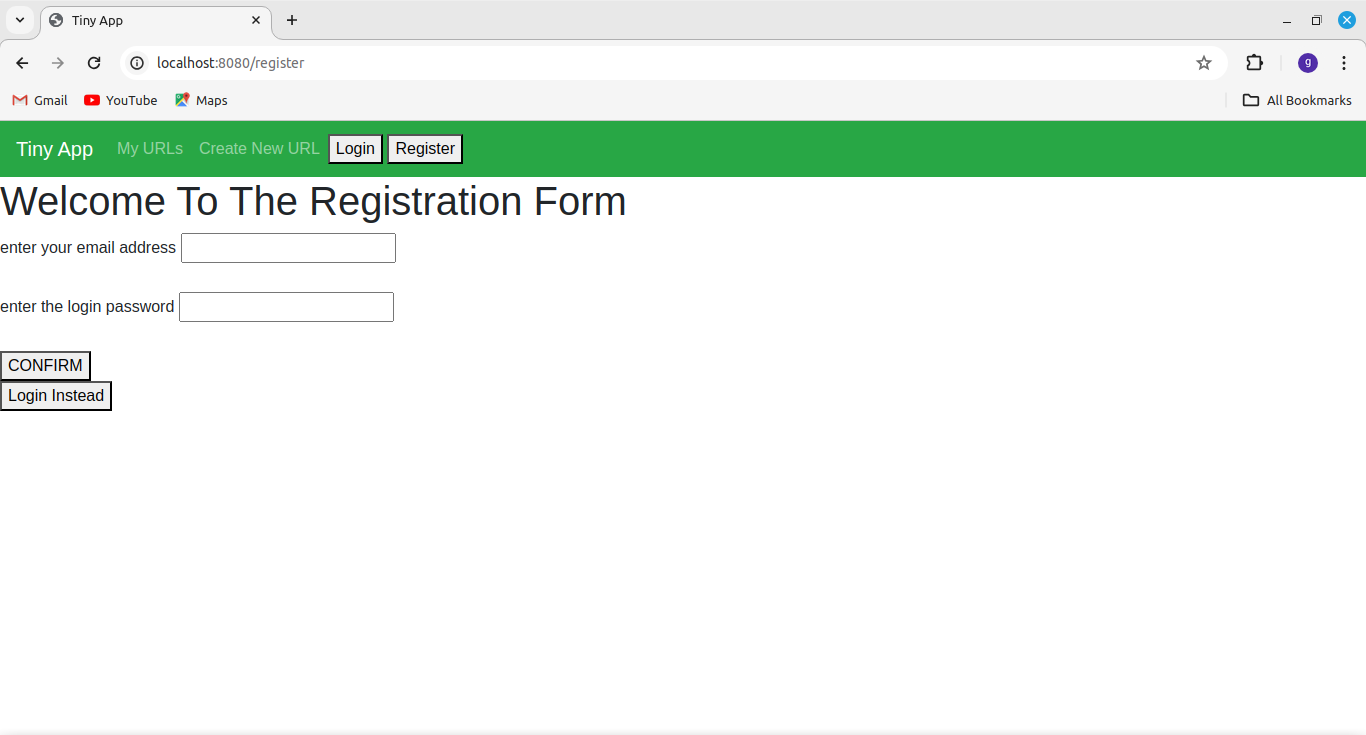 Tiny App
localhost:8080/register
g
Gmail YouTube Maps All Bookmarks
Tiny App My URLs Create New URL Login Register
Welcome To The Registration Form
enter your email address
enter the login password
CONFIRM
Login Instead